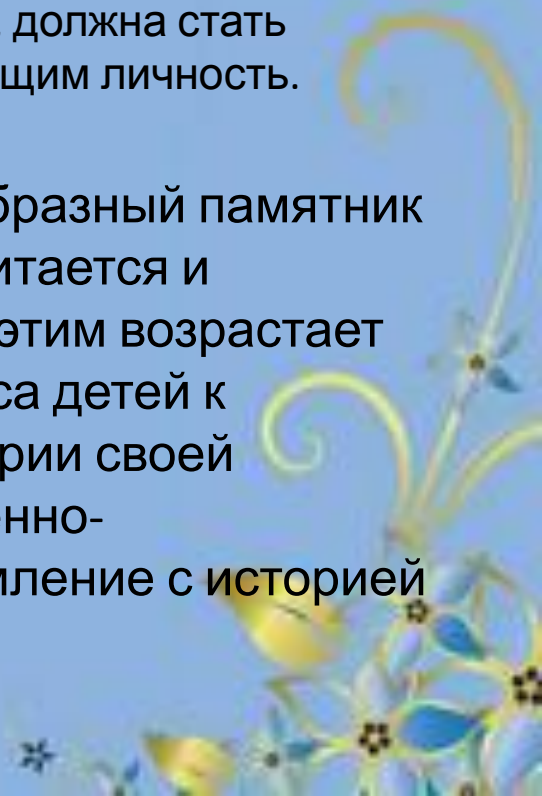 должна стать
щим личность.
бразный памятник
итается и
этим возрастает
са детей к
рии своей
нно-
мление с историей